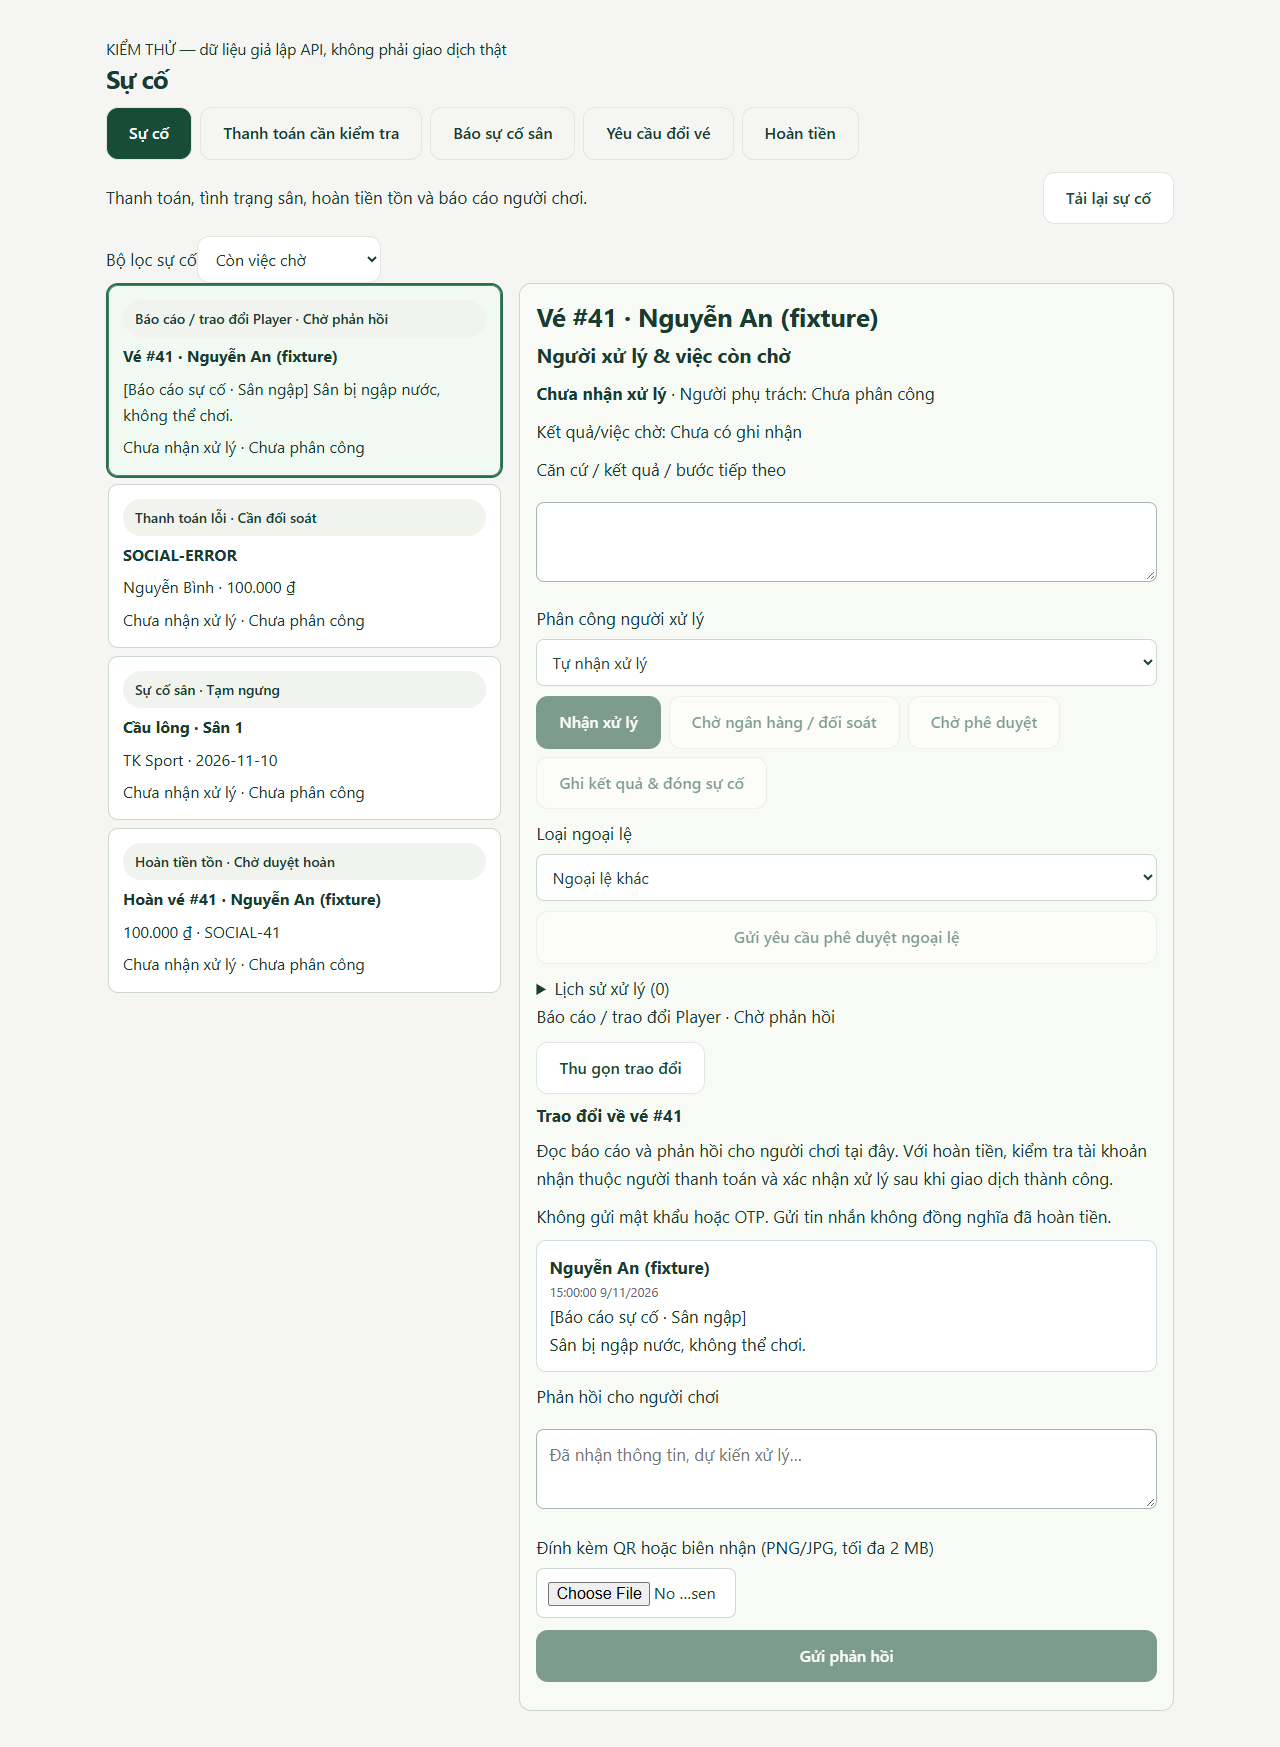 KIỂM THỬ — dữ liệu giả lập API, không phải giao dịch thật
Sự cố
Sự cố
Thanh toán cần kiểm tra
Báo sự cố sân
Yêu cầu đổi vé
Hoàn tiền
Thanh toán, tình trạng sân, hoàn tiền tồn và báo cáo người chơi.
Tải lại sự cố
Bộ lọc sự cố
Còn việc chờ
Báo cáo / trao đổi Player · Chờ phản hồi
Vé #41 · Nguyễn An (fixture)
[Báo cáo sự cố · Sân ngập] Sân bị ngập nước,
không thể chơi.
Chưa nhận xử lý · Chưa phân công
Thanh toán lỗi · Cần đối soát
SOCIAL-ERROR
Nguyễn Bình · 100.000 ₫
Chưa nhận xử lý · Chưa phân công
Sự cố sân · Tạm ngưng
Cầu lông · Sân 1
TK Sport · 2026-11-10
Chưa nhận xử lý · Chưa phân công
Hoàn tiền tồn · Chờ duyệt hoàn
Hoàn vé #41 · Nguyễn An (fixture)
100.000 ₫ · SOCIAL-41
Chưa nhận xử lý · Chưa phân công
Vé #41 · Nguyễn An (fixture)
Người xử lý & việc còn chờ
Chưa nhận xử lý · Người phụ trách: Chưa phân công
Kết quả/việc chờ: Chưa có ghi nhận
Căn cứ / kết quả / bước tiếp theo
Phân công người xử lý
Tự nhận xử lý
Nhận xử lý
Chờ ngân hàng / đối soát
Chờ phê duyệt
Ghi kết quả & đóng sự cố
Loại ngoại lệ
Ngoại lệ khác
Gửi yêu cầu phê duyệt ngoại lệ
Lịch sử xử lý (0)
Báo cáo / trao đổi Player · Chờ phản hồi
Thu gọn trao đổi
Trao đổi về vé #41
Đọc báo cáo và phản hồi cho người chơi tại đây. Với hoàn tiền, kiểm tra tài khoản
nhận thuộc người thanh toán và xác nhận xử lý sau khi giao dịch thành công.
Không gửi mật khẩu hoặc OTP. Gửi tin nhắn không đồng nghĩa đã hoàn tiền.
Nguyễn An (fixture)
15:00:00 9/11/2026
[Báo cáo sự cố · Sân ngập]
Sân bị ngập nước, không thể chơi.
Phản hồi cho người chơi
Đã nhận thông tin, dự kiến xử lý...
Đính kèm QR hoặc biên nhận (PNG/JPG, tối đa 2 MB)
Choose File No ...sen
Gửi phản hồi